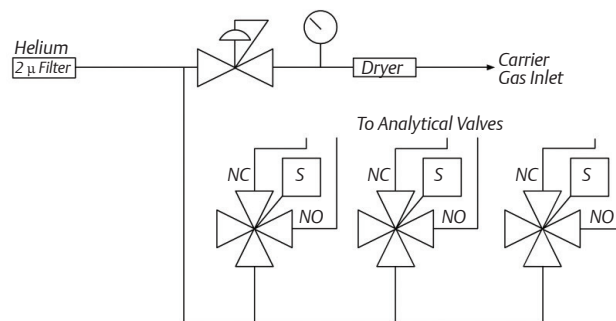 Helium
2 μ Filter
Dryer
Carrier
Gas Inlet
To Analytical Valves
NC
S
NO
NC
S
NO
NC
S
NO